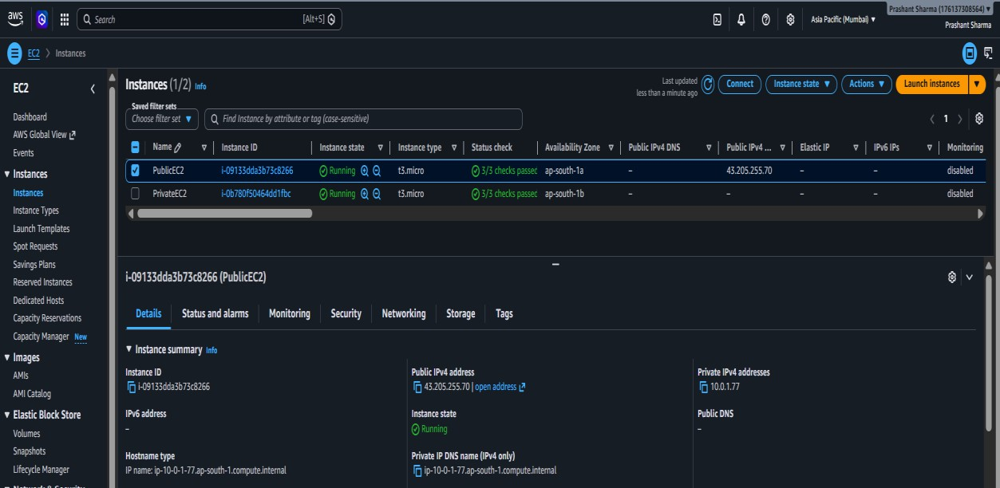 aws
Search [Alt+S]
Asia Pacific (Mumbai) ▼
Prashant Sharma (176137308564) ▼
Prashant Sharma
EC2 > Instances
EC2
Dashboard
AWS Global View
Events
▼ Instances
Instances
Instance Types
Launch Templates
Spot Requests
Savings Plans
Reserved Instances
Dedicated Hosts
Capacity Reservations
Capacity Manager New
▼ Images
AMIs
AMI Catalog
▼ Elastic Block Store
Volumes
Snapshots
Lifecycle Manager
▼ Network & Security
Instances (1/2) Info
Last updated
less than a minute ago
Connect
Instance state ▼
Actions ▼
Launch instances ▼
Saved filter sets
Choose filter set ▼
Find Instance by attribute or tag (case-sensitive)
< 1 >
Name Instance ID Instance state Instance type Status check Availability Zone Public IPv4 DNS Public IPv4 ... Elastic IP IPv6 IPs Monitoring
PublicEC2 i-09133dda3b73c8266 Running t3.micro 3/3 checks passed ap-south-1a – 43.205.255.70 – – disabled
PrivateEC2 i-0b780f50464dd1fbc Running t3.micro 3/3 checks passed ap-south-1b – – – – disabled
i-09133dda3b73c8266 (PublicEC2)
Details Status and alarms Monitoring Security Networking Storage Tags
▼ Instance summary Info
Instance ID
i-09133dda3b73c8266
Public IPv4 address
43.205.255.70 | open address
Private IPv4 addresses
10.0.1.77
IPv6 address
–
Instance state
Running
Public DNS
–
Hostname type
IP name: ip-10-0-1-77.ap-south-1.compute.internal
Private IP DNS name (IPv4 only)
ip-10-0-1-77.ap-south-1.compute.internal